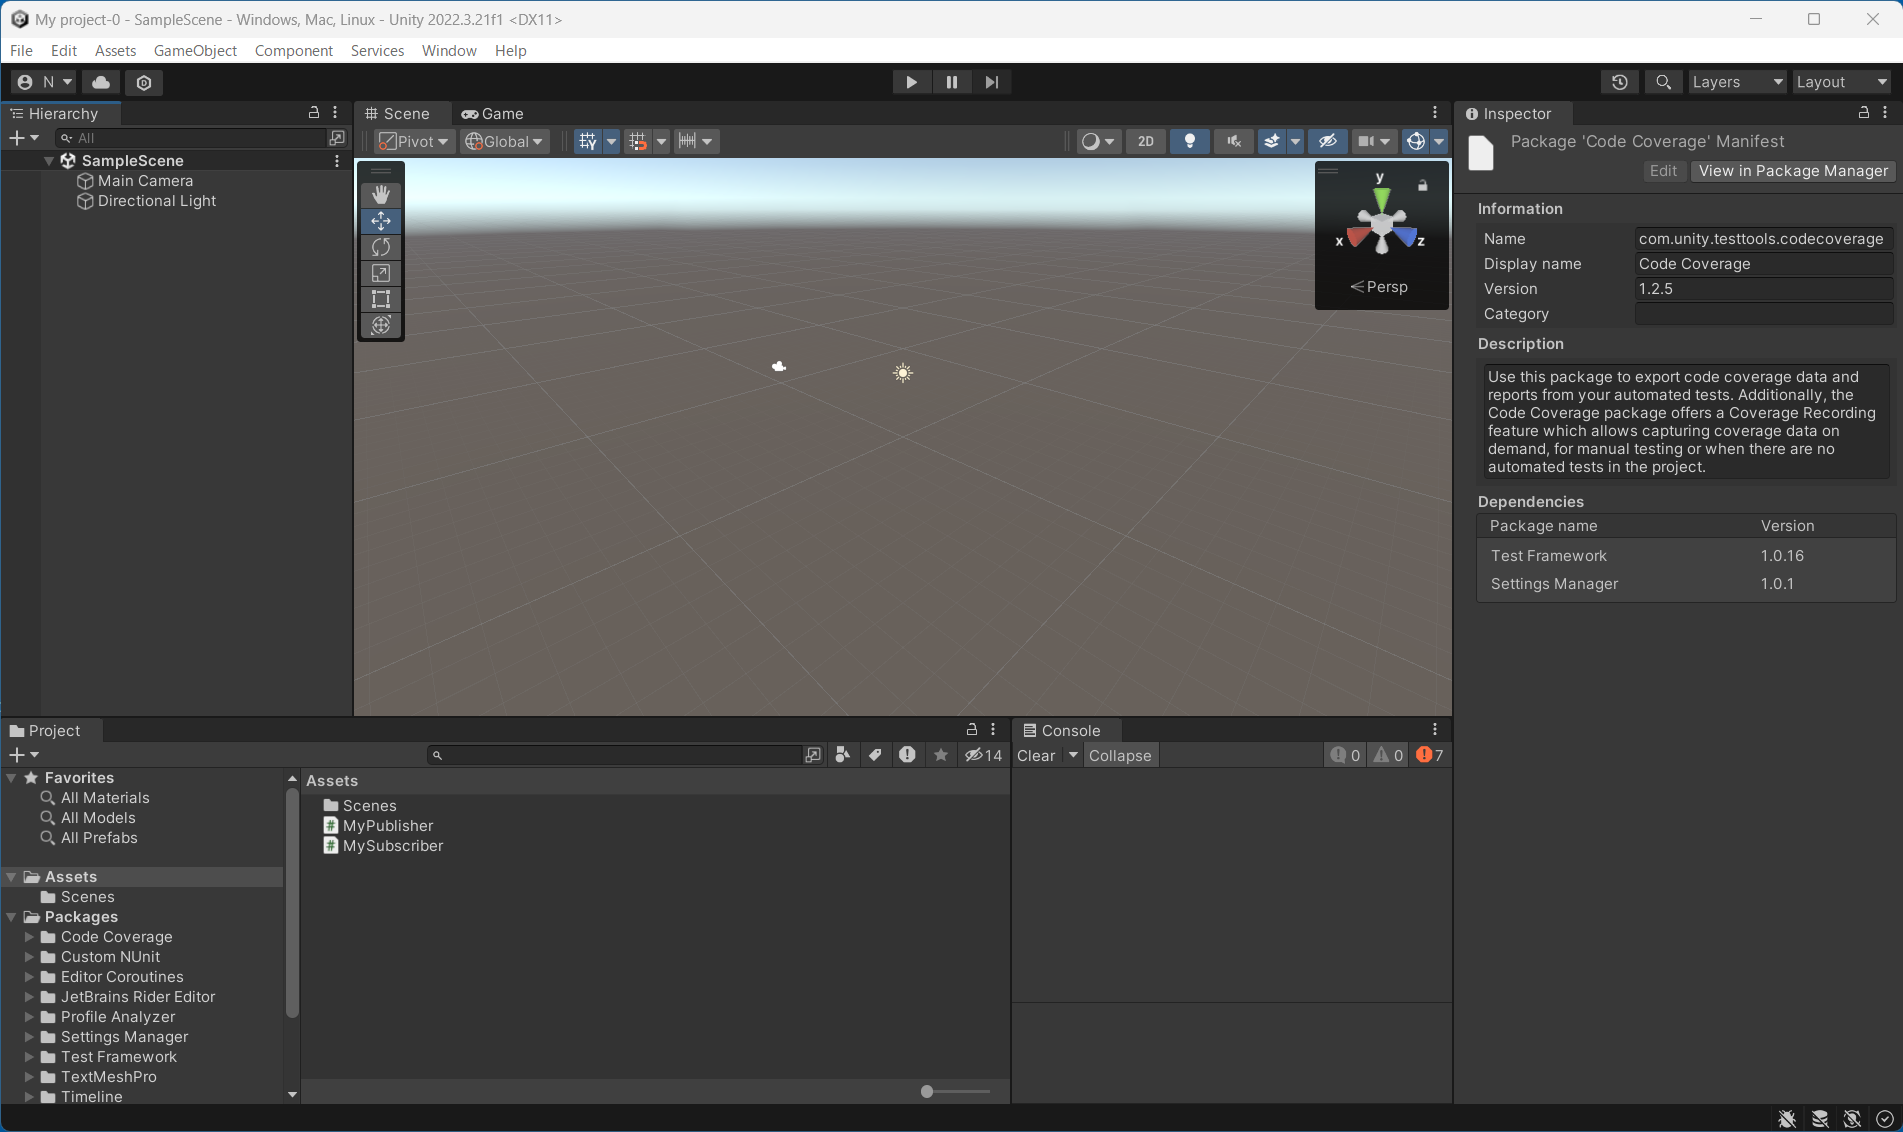 My project-0 - SampleScene - Windows, Mac, Linux - Unity 2022.3.21f1 <DX11>
File Edit Assets GameObject Component Services Window Help
N
Layers Layout
Hierarchy
All
SampleScene
Main Camera
Directional Light
Scene Game
Pivot Global 2D
y
x z
Persp
Inspector
Package 'Code Coverage' Manifest
Edit View in Package Manager
Information
Name com.unity.testtools.codecoverage
Display name Code Coverage
Version 1.2.5
Category
Description
Use this package to export code coverage data and
reports from your automated tests. Additionally, the
Code Coverage package offers a Coverage Recording
feature which allows capturing coverage data on
demand, for manual testing or when there are no
automated tests in the project.
Dependencies
Package name Version
Test Framework 1.0.16
Settings Manager 1.0.1
Project
14
Favorites
All Materials
All Models
All Prefabs
Assets
Scenes
Packages
Code Coverage
Custom NUnit
Editor Coroutines
JetBrains Rider Editor
Profile Analyzer
Settings Manager
Test Framework
TextMeshPro
Timeline
Assets
Scenes
MyPublisher
MySubscriber
Console
Clear Collapse 0 0 7